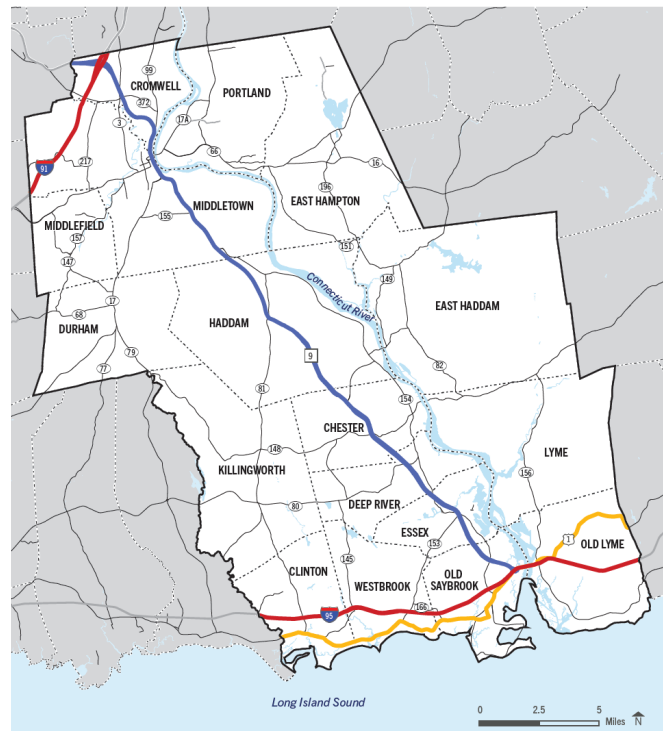 99
CROMWELL
PORTLAND
372
3
17A
66
91
217
16
196
MIDDLETOWN
EAST HAMPTON
155
MIDDLEFIELD
157
151
147
149
Connecticut River
17
68
EAST HADDAM
DURHAM
HADDAM
79
9
77
82
81
154
CHESTER
148
LYME
KILLINGWORTH
156
80
DEEP RIVER
ESSEX
153
1
OLD LYME
145
CLINTON
OLD
SAYBROOK
WESTBROOK
166
95
Long Island Sound
0
2.5
5
Miles
N